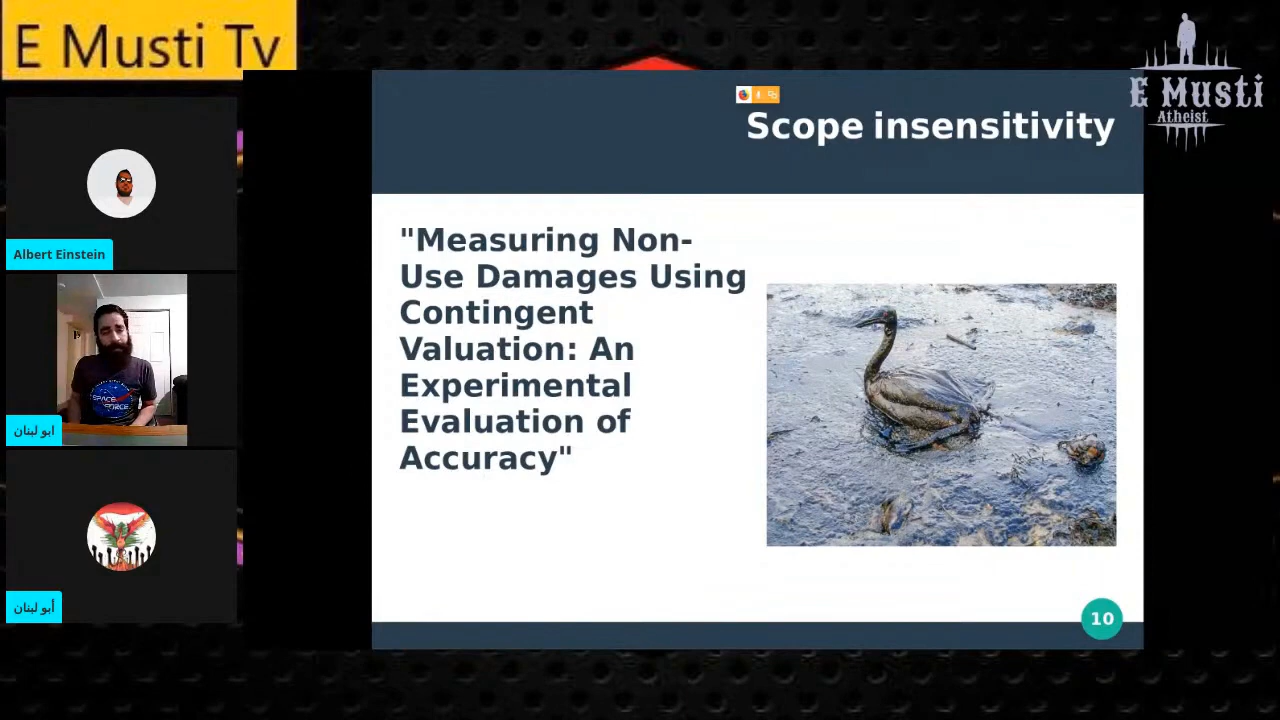 E Musti Tv
E Musti
Atheist
Scope insensitivity
Albert Einstein
"Measuring Non-
Use Damages Using
Contingent
Valuation: An
Experimental
Evaluation of
Accuracy"
SPACE
FORCE
ابو لبنان
أبو لبنان
10